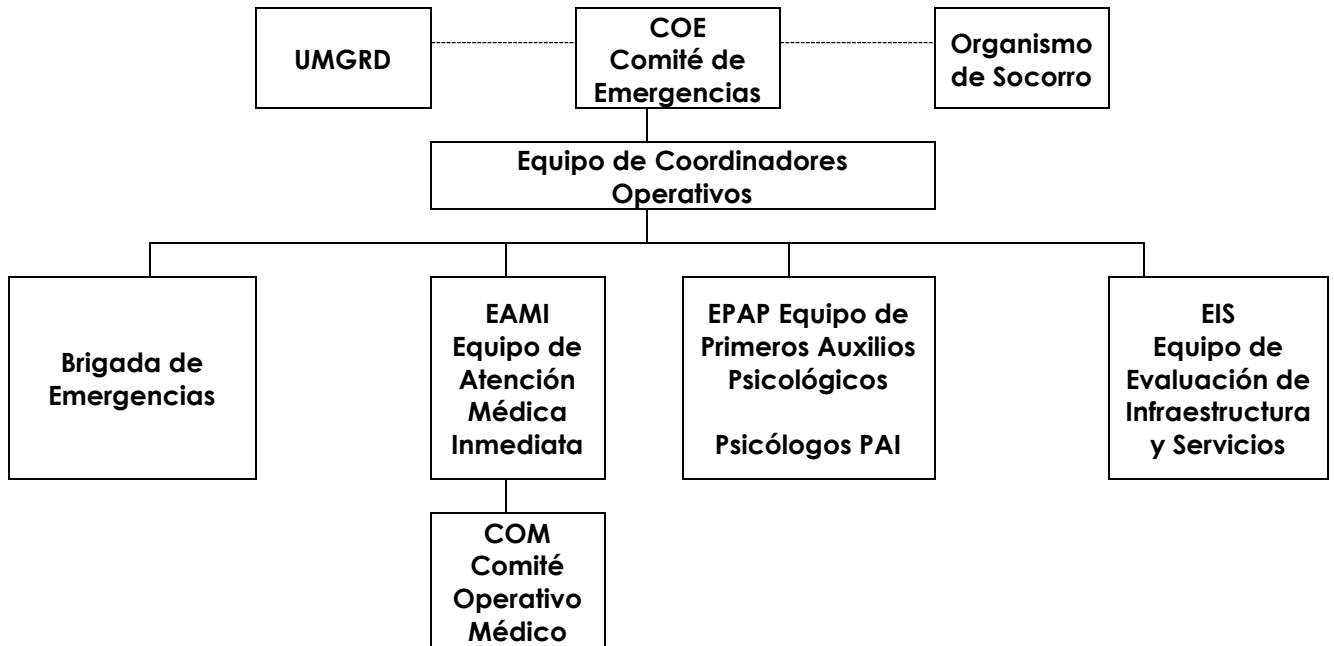 UMGRD
COE
Comité de
Emergencias
Organismo
de Socorro
Equipo de Coordinadores
Operativos
Brigada de
Emergencias
EAMI
Equipo de
Atención
Médica
Inmediata
EPAP Equipo de
Primeros Auxilios
Psicológicos
Psicólogos PAI
EIS
Equipo de
Evaluación de
Infraestructura
y Servicios
COM
Comité
Operativo
Médico